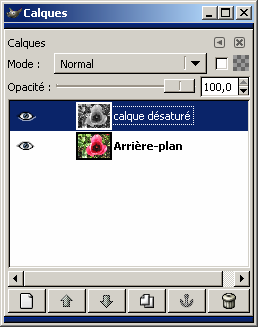 Calques
Calques
Mode : Normal
Opacité : 100,0
calque désaturé
Arrière-plan